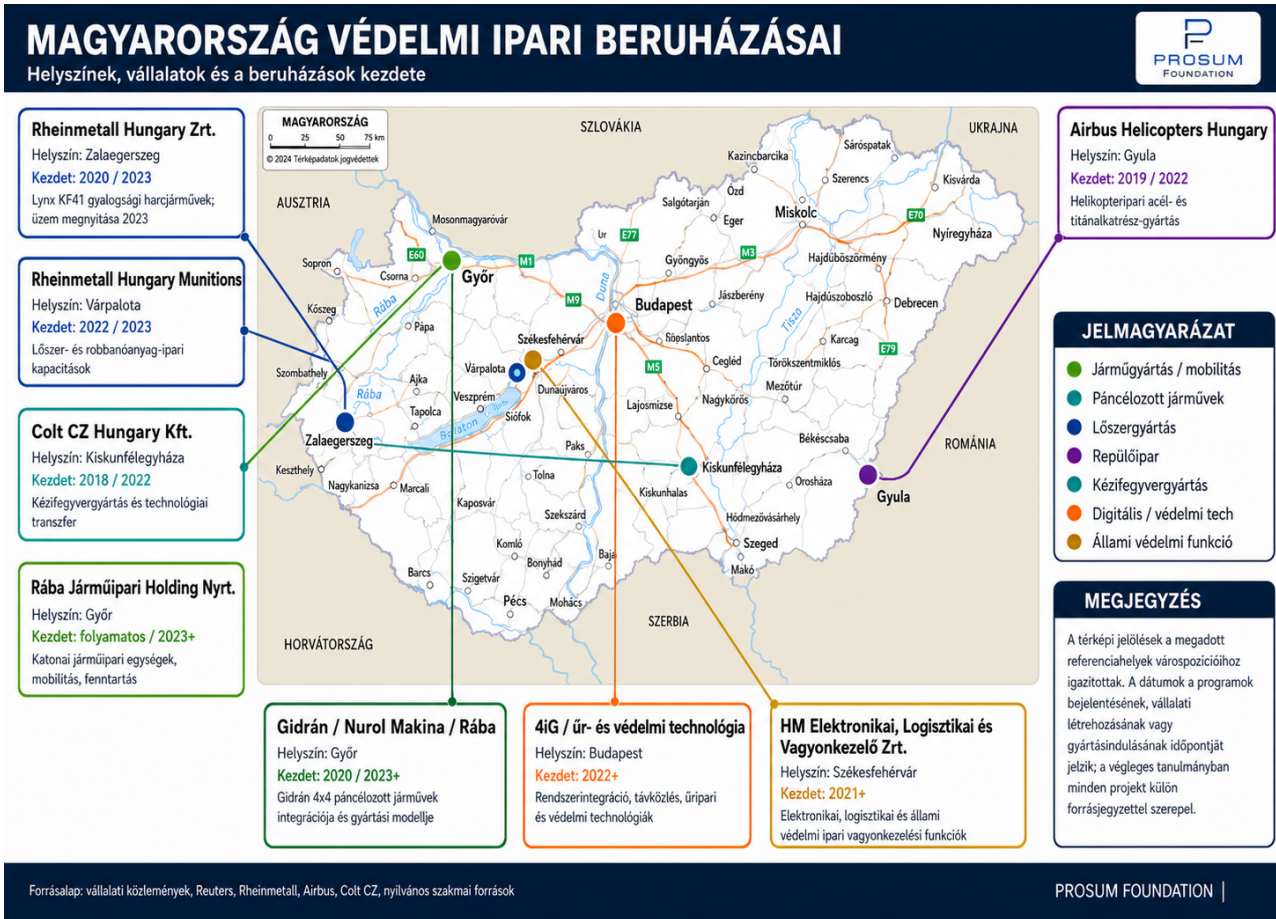 MAGYARORSZÁG VÉDELMI IPARI BERUHÁZÁSAI
Helyszínek, vállalatok és a beruházások kezdete
PROSUM
FOUNDATION
Rheinmetall Hungary Zrt.
Helyszín: Zalaegerszeg
Kezdet: 2020 / 2023
Lynx KF41 gyalogsági harcjárművek;
üzem megnyitása 2023
Rheinmetall Hungary Munitions
Helyszín: Várpalota
Kezdet: 2022 / 2023
Lőszer- és robbanóanyag-ipari
kapacitások
Colt CZ Hungary Kft.
Helyszín: Kiskunfélegyháza
Kezdet: 2018 / 2022
Kézifegyvergyártás és technológiai
transzfer
Rába Járműipari Holding Nyrt.
Helyszín: Győr
Kezdet: folyamatos / 2023+
Katonai járműipari egységek,
mobilitás, fenntartás
MAGYARORSZÁG
0 25 50 75 km
© 2024 Térképadatok jogvédettek
SZLOVÁKIA
UKRAJNA
AUSZTRIA
ROMÁNIA
SZERBIA
HORVÁTORSZÁG
Sárospatak
Kazincbarcika
Szerencs
Kisvárda
Ózd
Salgótarján
Eger
Miskolc
E70
Nyíregyháza
Mosonmagyaróvár
Ur
E77
M3
Hajdúböszörmény
Sopron
E60
Csorna
Győr
M1
Gyöngyös
M9
Duna
Jászberény
Hajdúszoboszló
Debrecen
Kőszeg
Rába
Budapest
Tisza
Pápa
Székesfehérvár
Karcag
E79
Cegléd
Törökszentmiklós
M5
Várpalota
Szombathely
Ajka
Dunaújváros
Mezőtúr
Rába
Veszprém
Nagykőrös
Tapolca
Siófok
Lajosmizse
Balaton
Zalaegerszeg
Paks
Békéscsaba
Keszthely
Kiskunfélegyháza
Nagykanizsa
Marcali
Tolna
Orosháza
Gyula
Kaposvár
Kiskunhalas
Szekszárd
Hódmezővásárhely
Komló
Szeged
Bonyhád
Baja
Makó
Barcs
Szigetvár
Pécs
Mohács
Airbus Helicopters Hungary
Helyszín: Gyula
Kezdet: 2019 / 2022
Helikopteripari acél- és
titánalkatrész-gyártás
JELMAGYARÁZAT
Járműgyártás / mobilitás
Páncélozott járművek
Lőszergyártás
Repülőipar
Kézifegyvergyártás
Digitális / védelmi tech
Állami védelmi funkció
MEGJEGYZÉS
A térképi jelölések a megadott
referenciahelyek várospozícióihoz
igazítottak. A dátumok a programok
bejelentésének, vállalati
létrehozásának vagy
gyártásindulásának időpontját
jelzik; a végleges tanulmányban
minden projekt külön
forrásjegyzettel szerepel.
Gidrán / Nurol Makina / Rába
Helyszín: Győr
Kezdet: 2020 / 2023+
Gidrán 4x4 páncélozott járművek
integrációja és gyártási modellje
4iG / űr- és védelmi technológia
Helyszín: Budapest
Kezdet: 2022+
Rendszerintegráció, távközlés, űripari
és védelmi technológiák
HM Elektronikai, Logisztikai és
Vagyonkezelő Zrt.
Helyszín: Székesfehérvár
Kezdet: 2021+
Elektronikai, logisztikai és állami
védelmi ipari vagyonkezelési funkciók
Forrásalap: vállalati közlemények, Reuters, Rheinmetall, Airbus, Colt CZ, nyilvános szakmai források
PROSUM FOUNDATION |